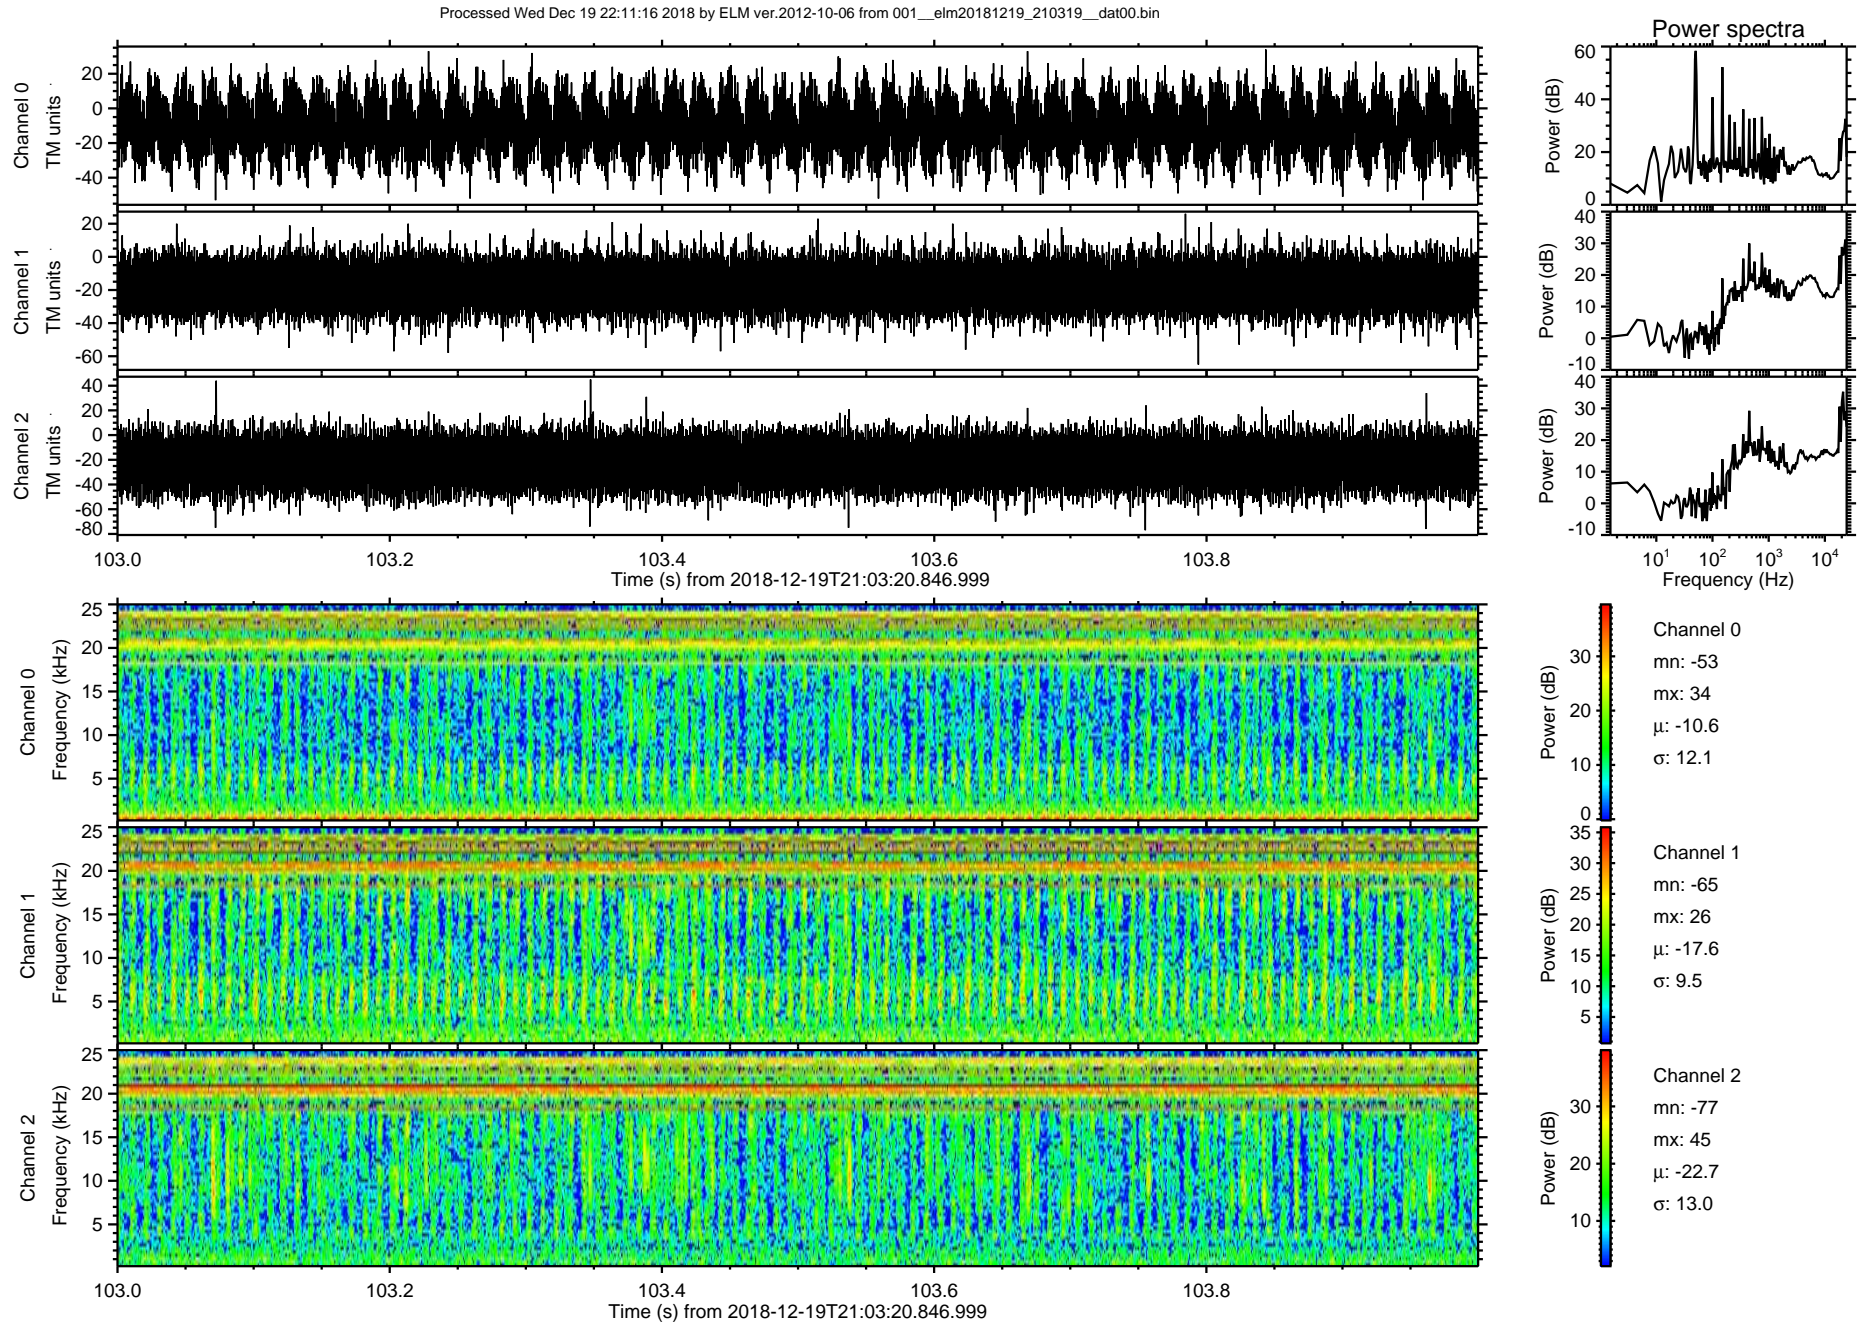 Processed Wed Dec 19 22:11:16 2018 by ELM ver.2012-10-06 from 001__elm20181219_210319__dat00.bin
Power spectra
Channel 0
TM units
20
0
-20
-40
Power (dB)
60
40
20
0
Channel 1
TM units
20
0
-20
-40
-60
Power (dB)
40
30
20
10
0
-10
Channel 2
TM units
40
20
0
-20
-40
-60
-80
Power (dB)
40
30
20
10
0
-10
103.0 103.2 103.4 103.6 103.8
Time (s) from 2018-12-19T21:03:20.846.999
10^1 10^2 10^3 10^4
Frequency (Hz)
Channel 0
Frequency (kHz)
25
20
15
10
5
Power (dB)
30
20
10
0
Channel 0
mn: -53
mx: 34
μ: -10.6
σ: 12.1
Channel 1
Frequency (kHz)
25
20
15
10
5
Power (dB)
35
30
25
20
15
10
5
Channel 1
mn: -65
mx: 26
μ: -17.6
σ: 9.5
Channel 2
Frequency (kHz)
25
20
15
10
5
Power (dB)
30
20
10
Channel 2
mn: -77
mx: 45
μ: -22.7
σ: 13.0
103.0 103.2 103.4 103.6 103.8
Time (s) from 2018-12-19T21:03:20.846.999